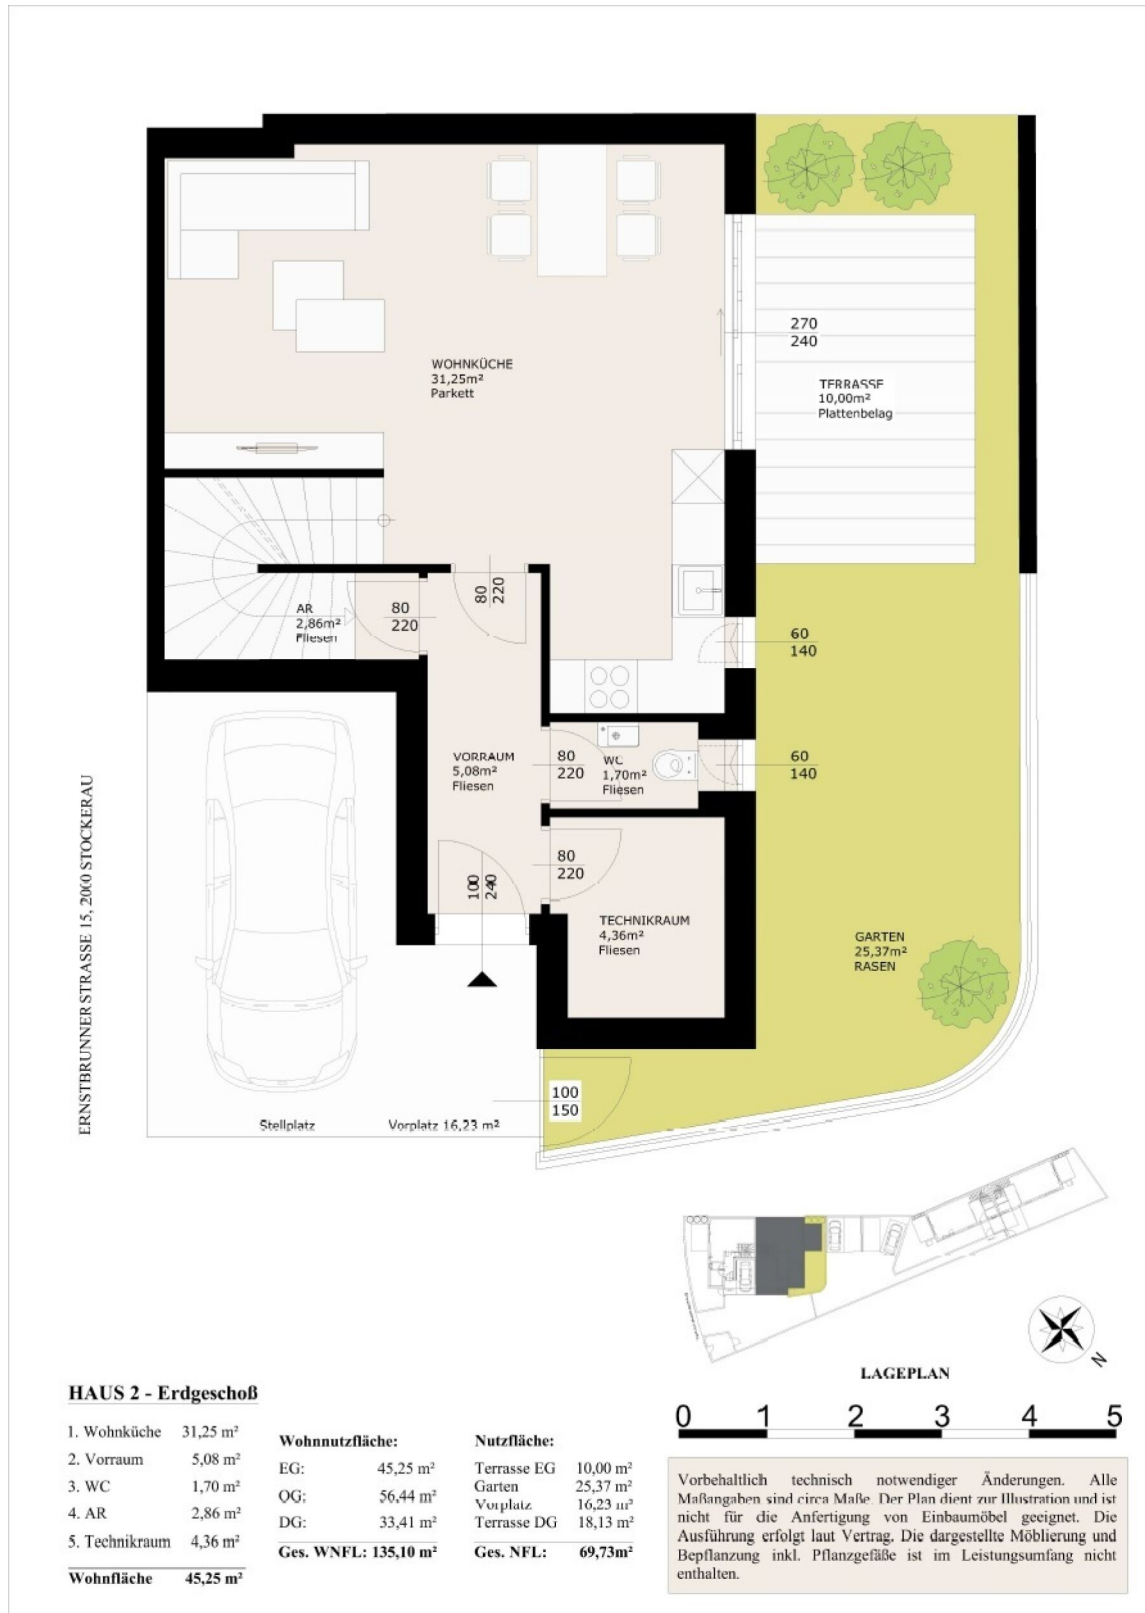 WOHNKÜCHE
31,25m²
Parkett
270
240
TERRASSE
10,00m²
Plattenbelag
AR
2,86m²
Fliesen
80
220
80
220
60
140
VORRAUM
5,08m²
Fliesen
80
220
WC
1,70m²
Fliesen
60
140
80
220
100
240
TECHNIKRAUM
4,36m²
Fliesen
GARTEN
25,37m²
RASEN
ERNSTBRUNNER STRASSE 15, 2000 STOCKERAU
100
150
Stellplatz
Vorplatz 16,23 m²
N
LAGEPLAN
0 1 2 3 4 5
HAUS 2 - Erdgeschoß
1. Wohnküche 31,25 m²
2. Vorraum 5,08 m²
3. WC 1,70 m²
4. AR 2,86 m²
5. Technikraum 4,36 m²
Wohnfläche 45,25 m²
Wohnnutzfläche:
EG: 45,25 m²
OG: 56,44 m²
DG: 33,41 m²
Ges. WNFL: 135,10 m²
Nutzfläche:
Terrasse EG 10,00 m²
Garten 25,37 m²
Vorplatz 16,23 m²
Terrasse DG 18,13 m²
Ges. NFL: 69,73m²
Vorbehaltlich technisch notwendiger Änderungen. Alle
Maßangaben sind circa Maße. Der Plan dient zur Illustration und ist
nicht für die Anfertigung von Einbaumöbel geeignet. Die
Ausführung erfolgt laut Vertrag. Die dargestellte Möblierung und
Bepflanzung inkl. Pflanzgefäße ist im Leistungsumfang nicht
enthalten.